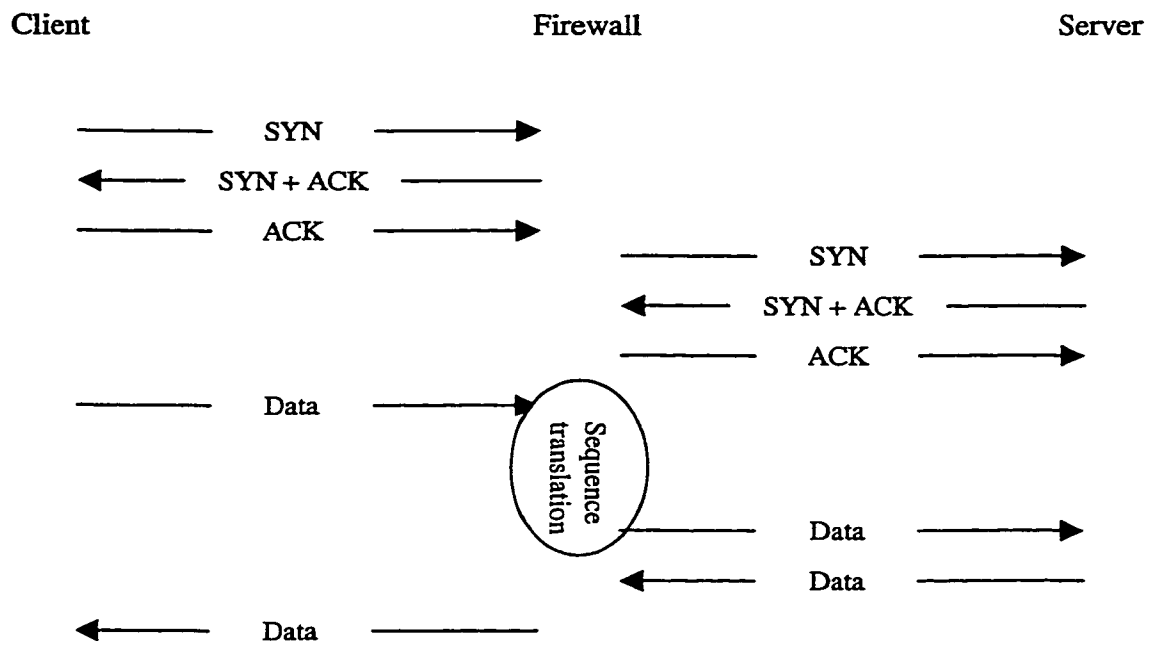 Client Firewall Server
SYN
SYN + ACK
ACK
SYN
SYN + ACK
ACK
Data
Sequence
translation
Data
Data
Data